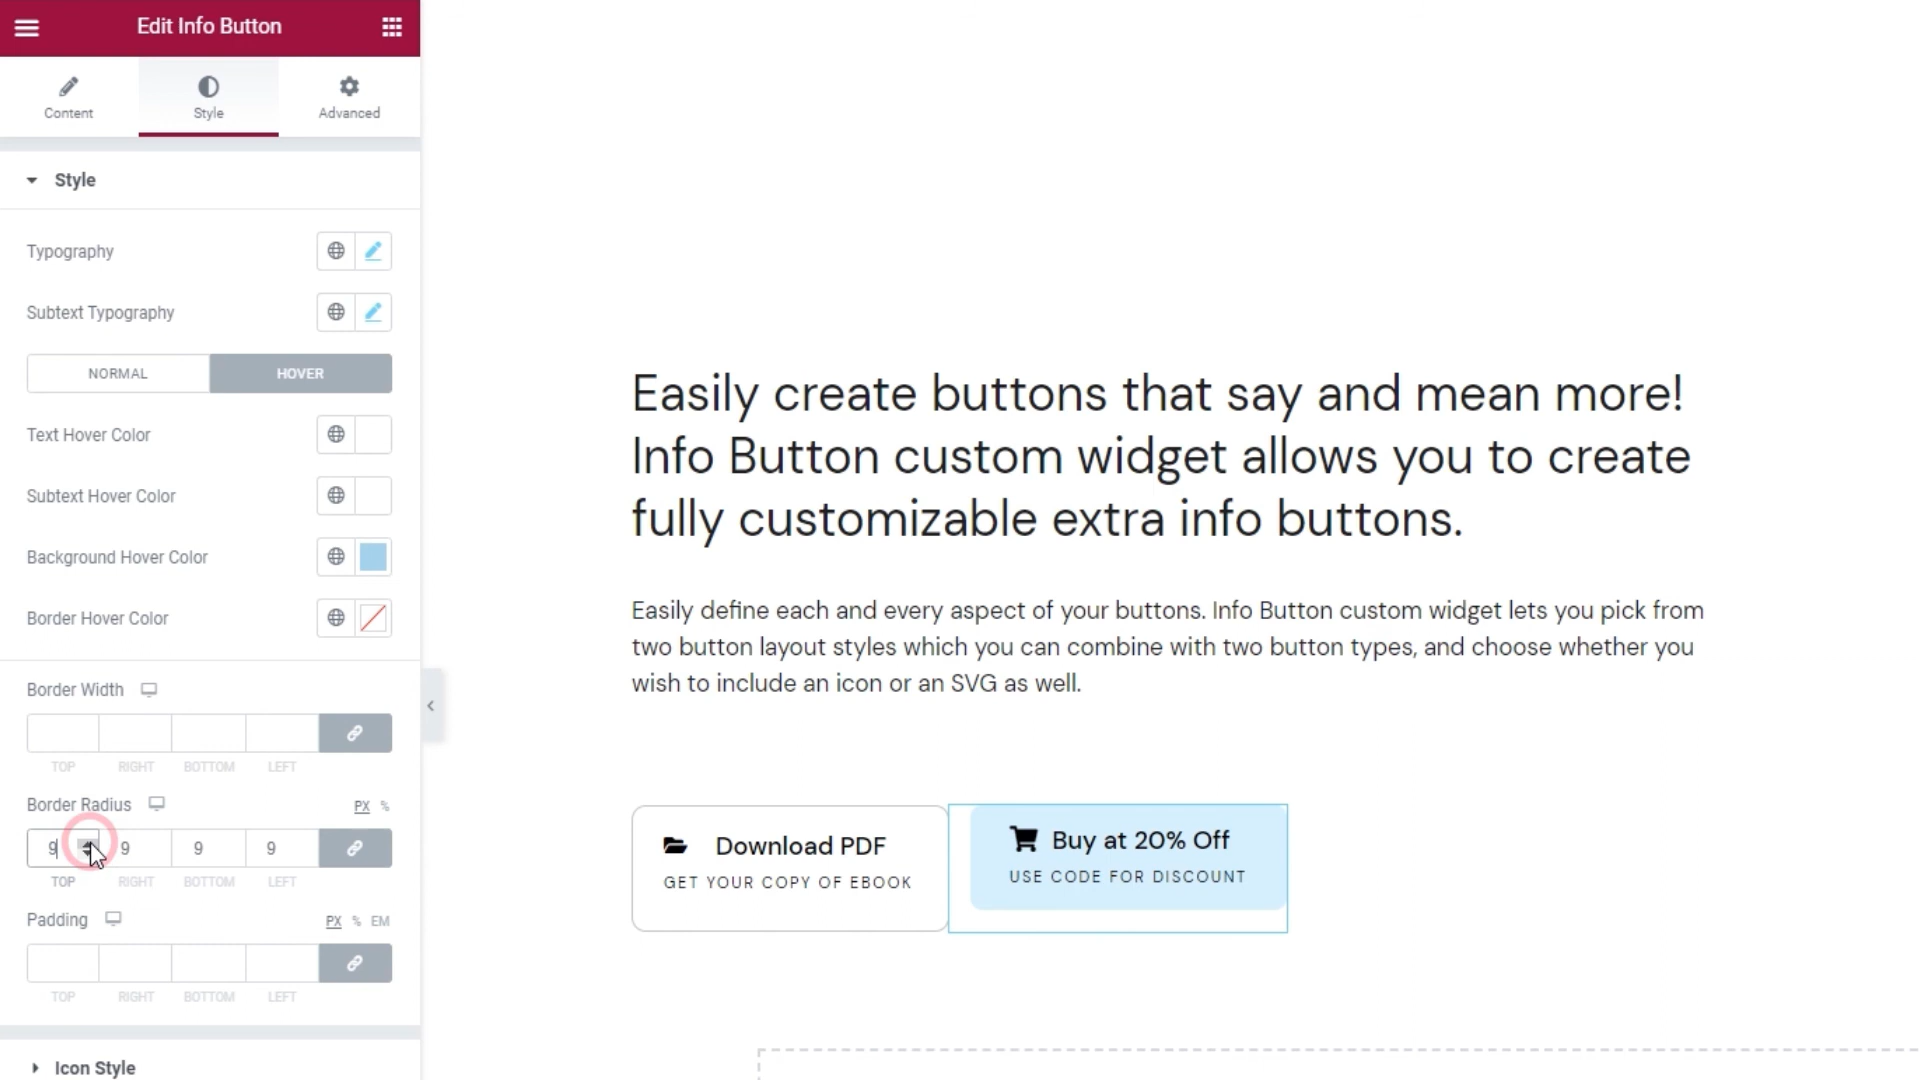 Edit Info Button
Content
Style
Advanced
Style
Typography
Subtext Typography
NORMAL
HOVER
Text Hover Color
Subtext Hover Color
Background Hover Color
Border Hover Color
Border Width
TOP RIGHT BOTTOM LEFT
Border Radius PX %
9 9 9 9
TOP RIGHT BOTTOM LEFT
Padding PX % EM
TOP RIGHT BOTTOM LEFT
Icon Style
Easily create buttons that say and mean more!
Info Button custom widget allows you to create
fully customizable extra info buttons.
Easily define each and every aspect of your buttons. Info Button custom widget lets you pick from
two button layout styles which you can combine with two button types, and choose whether you
wish to include an icon or an SVG as well.
Download PDF
GET YOUR COPY OF EBOOK
Buy at 20% Off
USE CODE FOR DISCOUNT